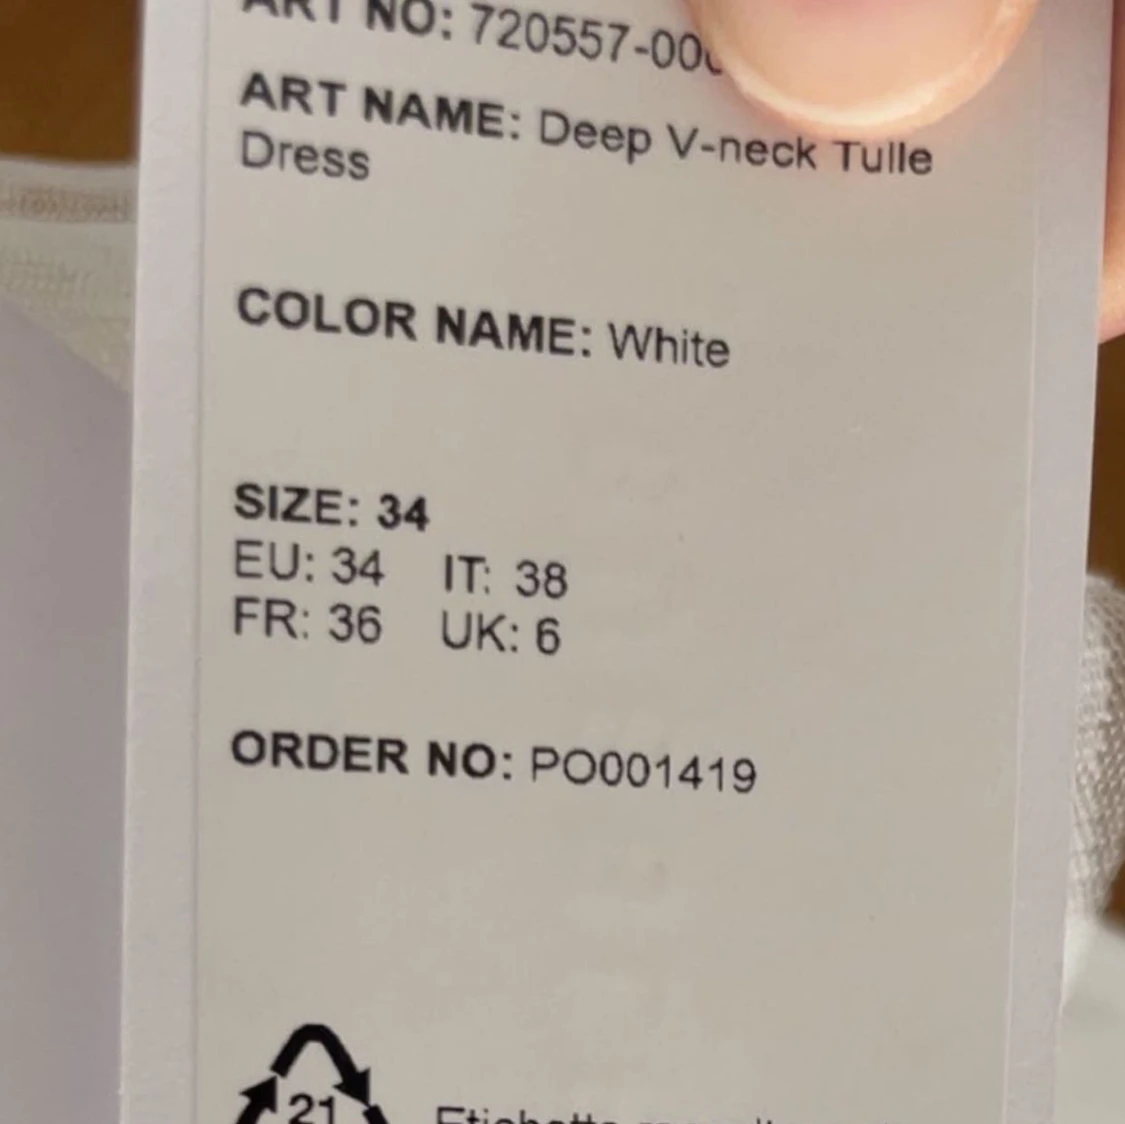 ART NO: 720557-00
ART NAME: Deep V-neck Tulle
Dress
COLOR NAME: White
SIZE: 34
EU: 34 IT: 38
FR: 36 UK: 6
ORDER NO: PO001419
21